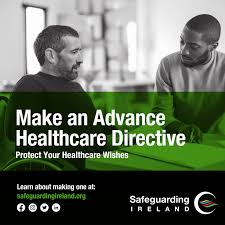 Make an Advance
Healthcare Directive
Protect Your Healthcare Wishes
Learn about making one at:
safeguardingireland.org
Safeguarding
IRELAND